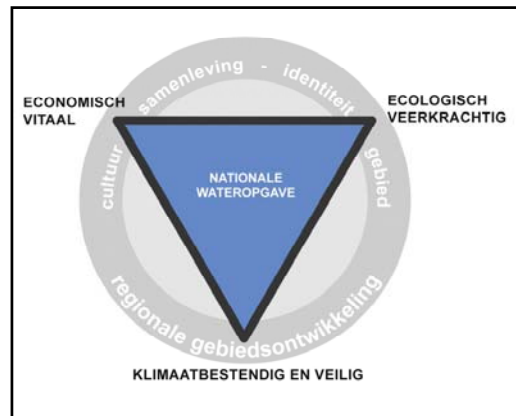 cultuur samenleving - identiteit gebied
ECONOMISCH
VITAAL
ECOLOGISCH
VEERKRACHTIG
NATIONALE
WATEROPGAVE
regionale gebiedsontwikkeling
KLIMAATBESTENDIG EN VEILIG